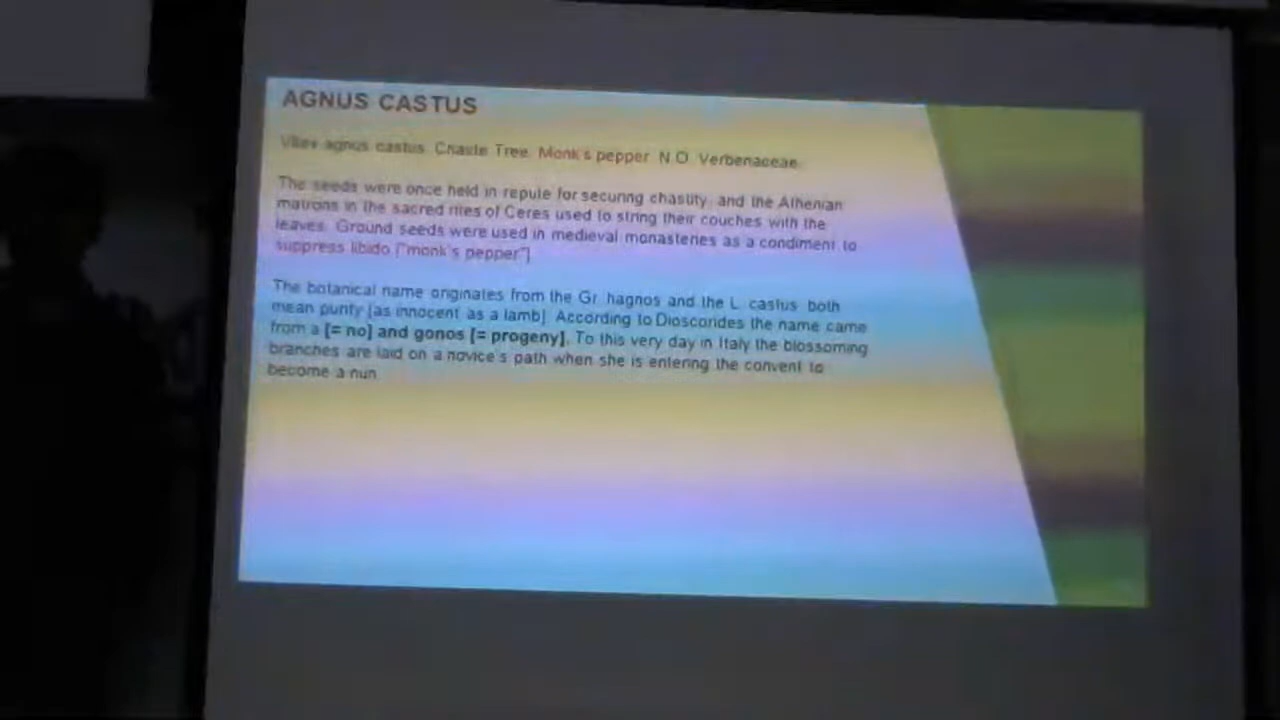 AGNUS CASTUS
Vitex agnus castus. Chaste Tree. Monk's pepper. N.O. Verbenaceae.
The seeds were once held in repute for securing chastity, and the Athenian
matrons in the sacred rites of Ceres used to string their couches with the
leaves. Ground seeds were used in medieval monasteries as a condiment to
suppress libido ["monk's pepper"]
The botanical name originates from the Gr. hagnos and the L. castus, both
mean purity [as innocent as a lamb]. According to Dioscorides the name came
from a [= no] and gonos [= progeny]. To this very day in Italy the blossoming
branches are laid on a novice's path when she is entering the convent to
become a nun.